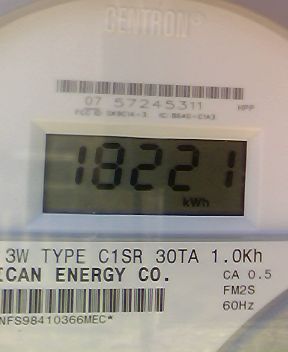 CENTRON®
07 57245311 HPP
18221
kWh
3W TYPE C1SR 30TA 1.0Kh
ICAN ENERGY CO. CA 0.5
FM2S
60Hz
NFS98410366MEC*